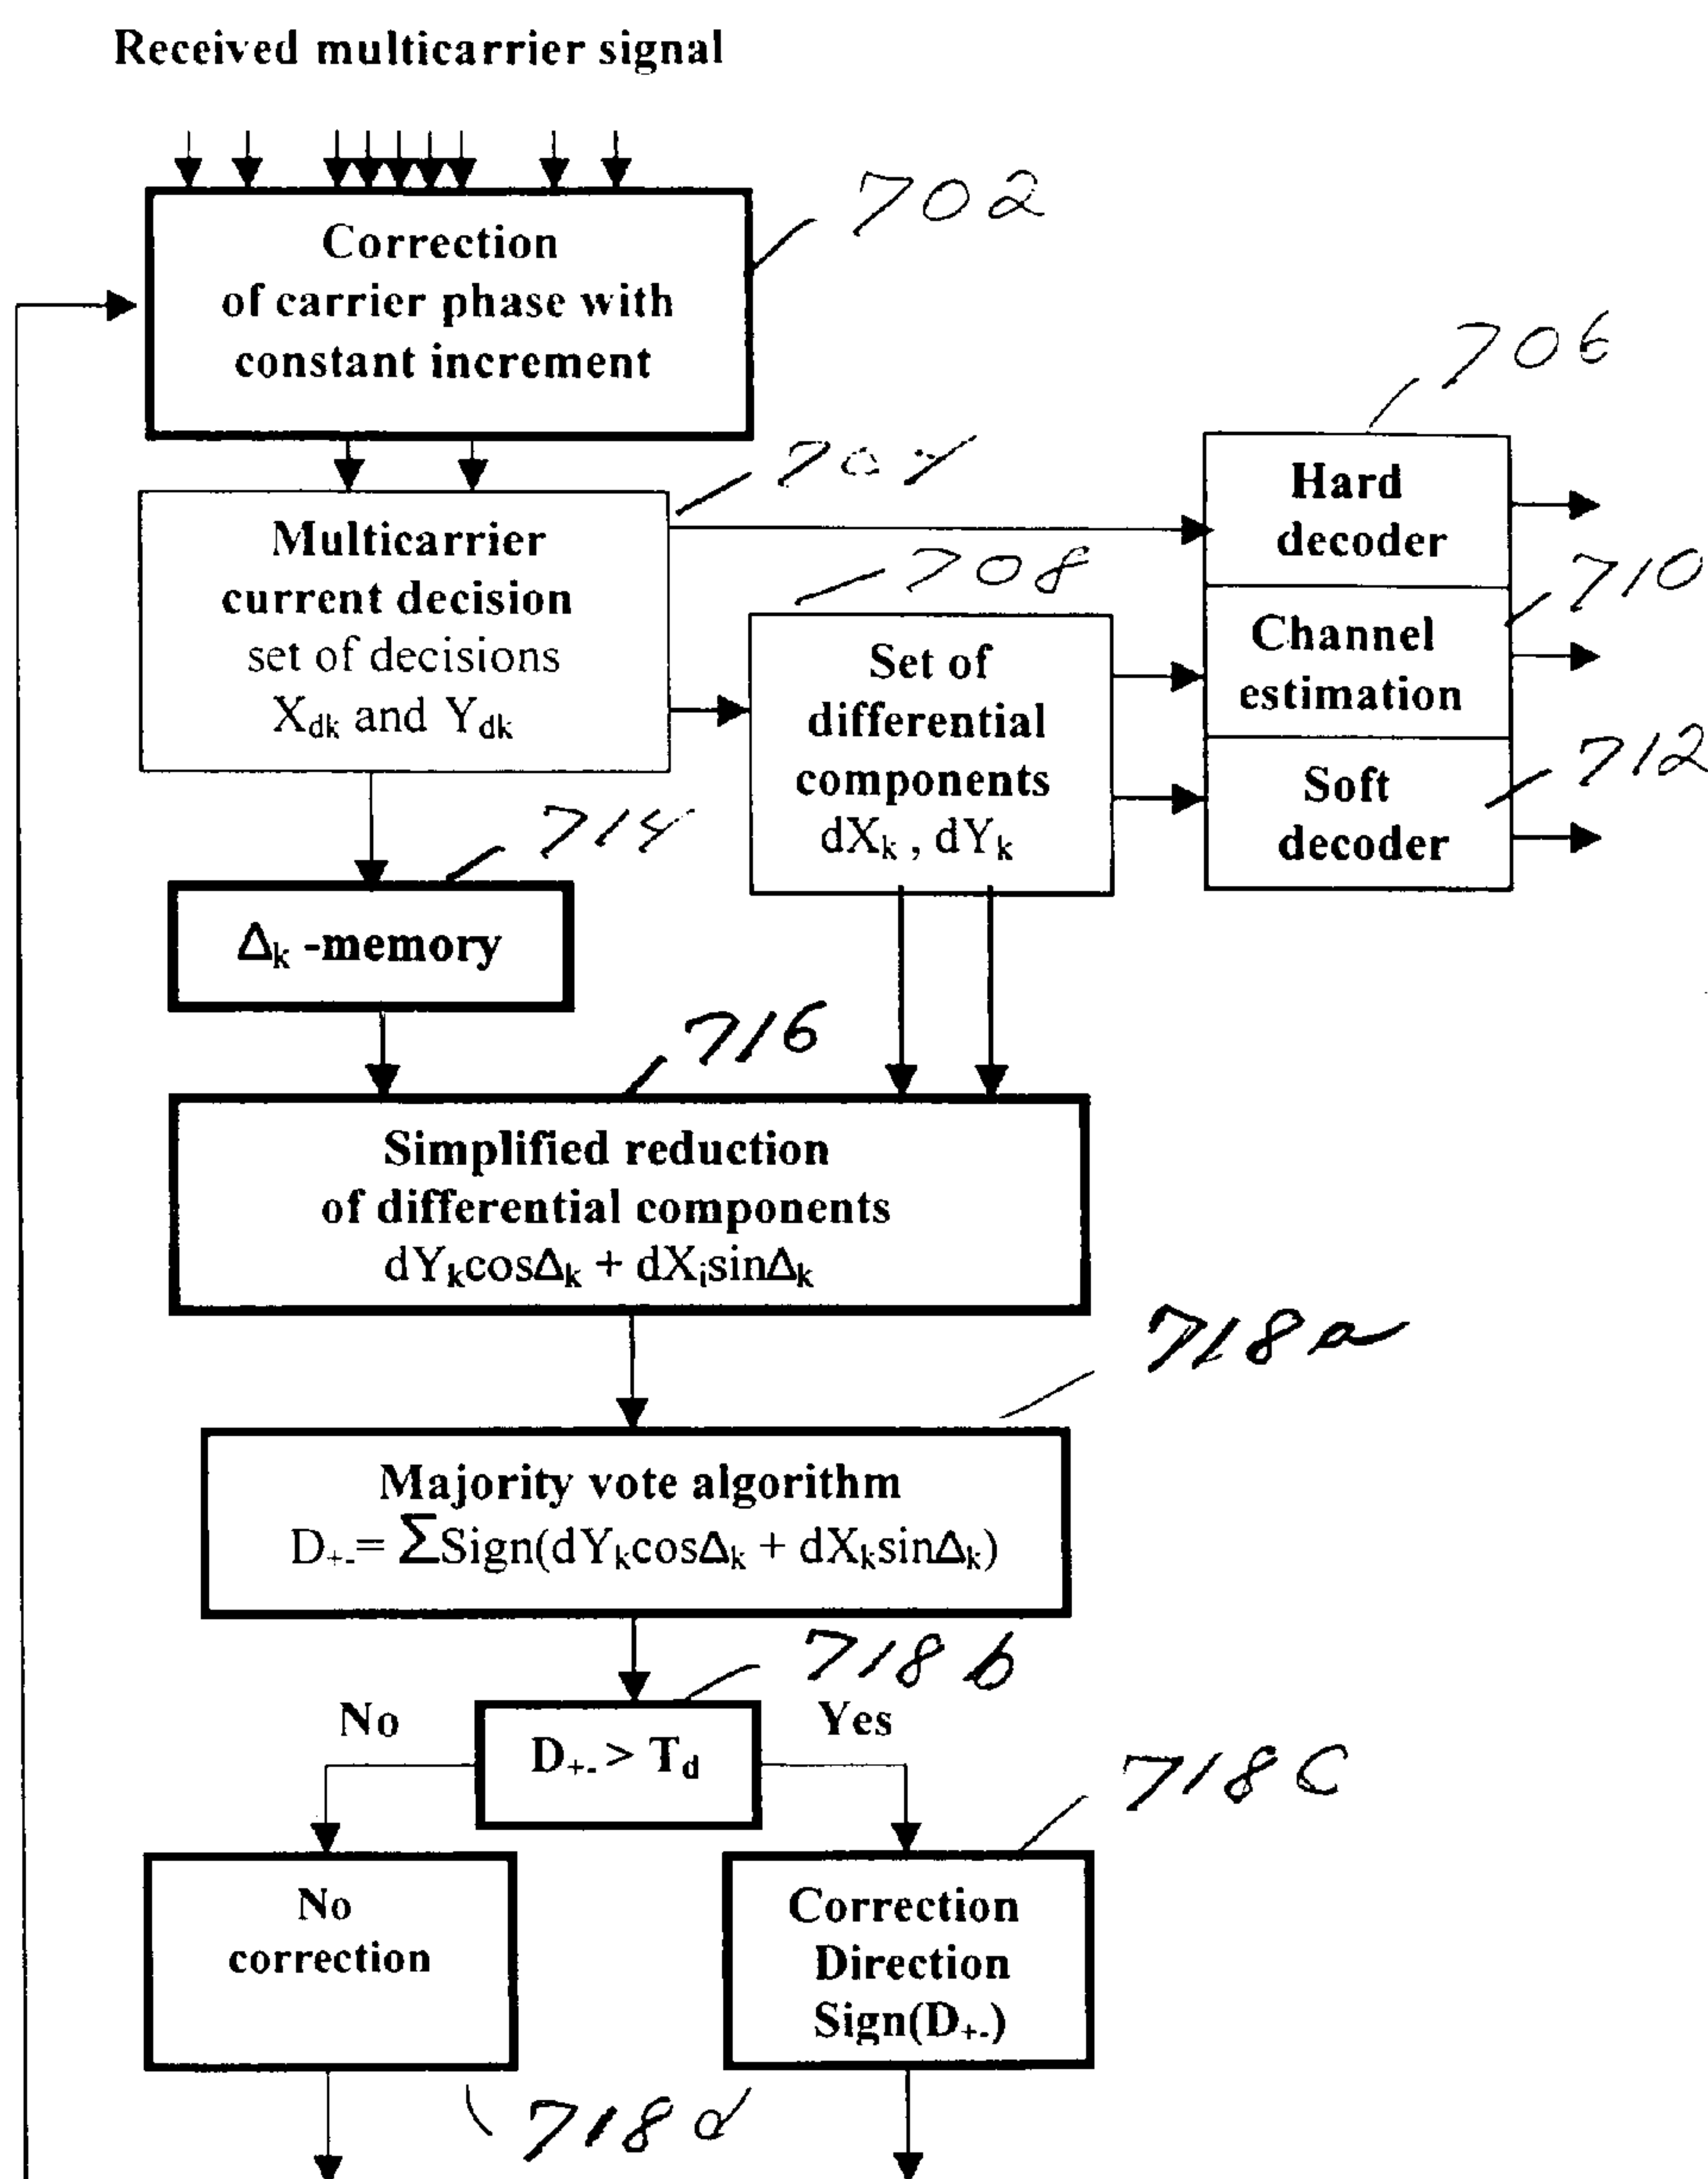 Received multicarrier signal
702
Correction
of carrier phase with
constant increment
706
704
Hard
decoder
Multicarrier
current decision
set of decisions
Xdk and Ydk
708
710
Set of
differential
components
dXk , dYk
Channel
estimation
712
Soft
decoder
714
Δk -memory
716
Simplified reduction
of differential components
dYkcosΔk + dXisinΔk
718a
Majority vote algorithm
D+-= ΣSign(dYkcosΔk + dXksinΔk)
718b
No
Yes
D+- > Td
718C
No
correction
Correction
Direction
Sign(D+-)
718d